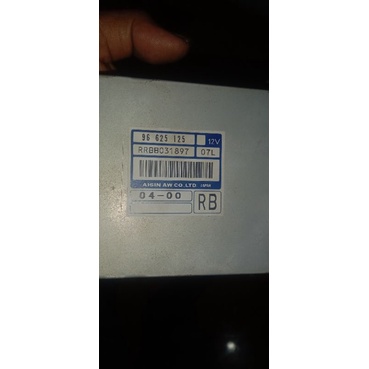 96 625 125 12V
RRBB031897 07L
AISIN AW CO.,LTD
04-00
RB